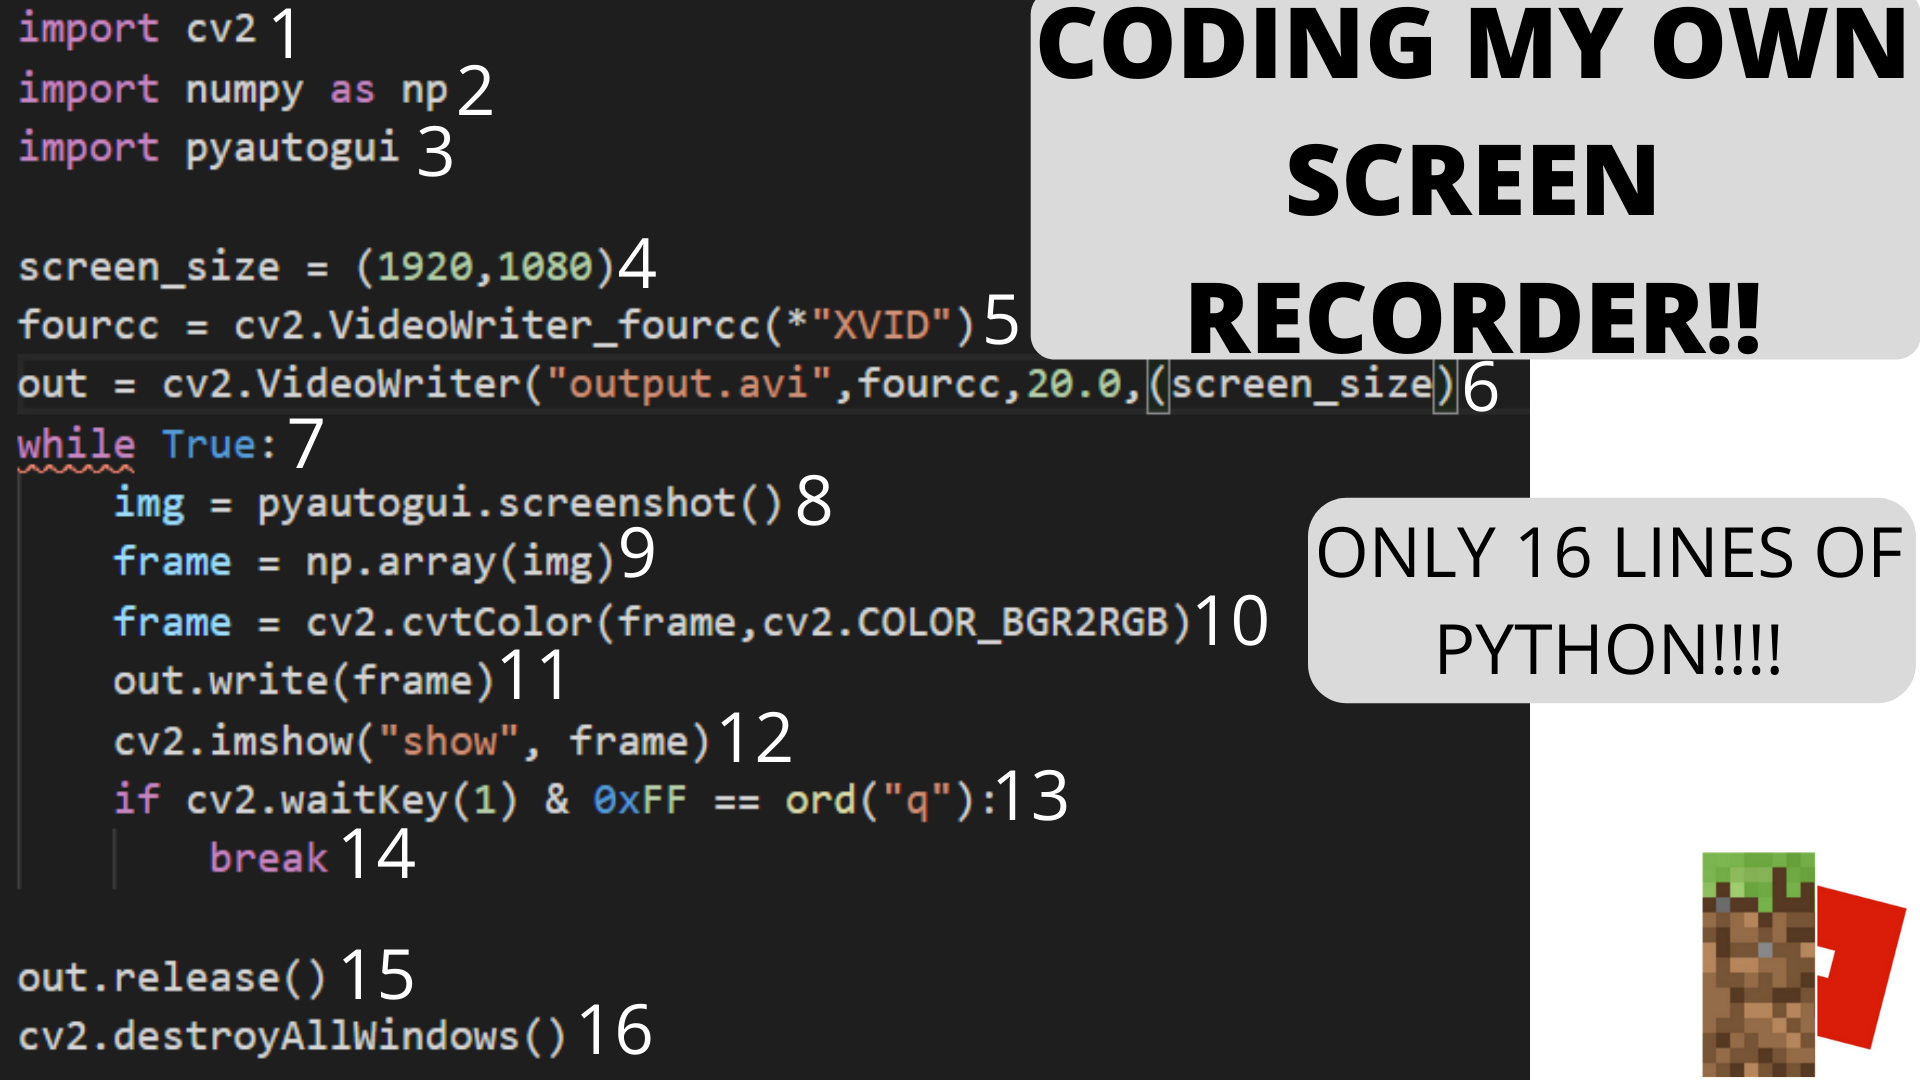 import cv2 1
import numpy as np 2
import pyautogui 3
screen_size = (1920,1080)4
fourcc = cv2.VideoWriter_fourcc(*"XVID")5
out = cv2.VideoWriter("output.avi",fourcc,20.0,(screen_size)6
while True: 7
    img = pyautogui.screenshot() 8
    frame = np.array(img)9
    frame = cv2.cvtColor(frame,cv2.COLOR_BGR2RGB)10
    out.write(frame)11
    cv2.imshow("show", frame)12
    if cv2.waitKey(1) & 0xFF == ord("q"):13
        break 14
out.release() 15
cv2.destroyAllWindows() 16
CODING MY OWN
SCREEN
RECORDER!!
ONLY 16 LINES OF
PYTHON!!!!